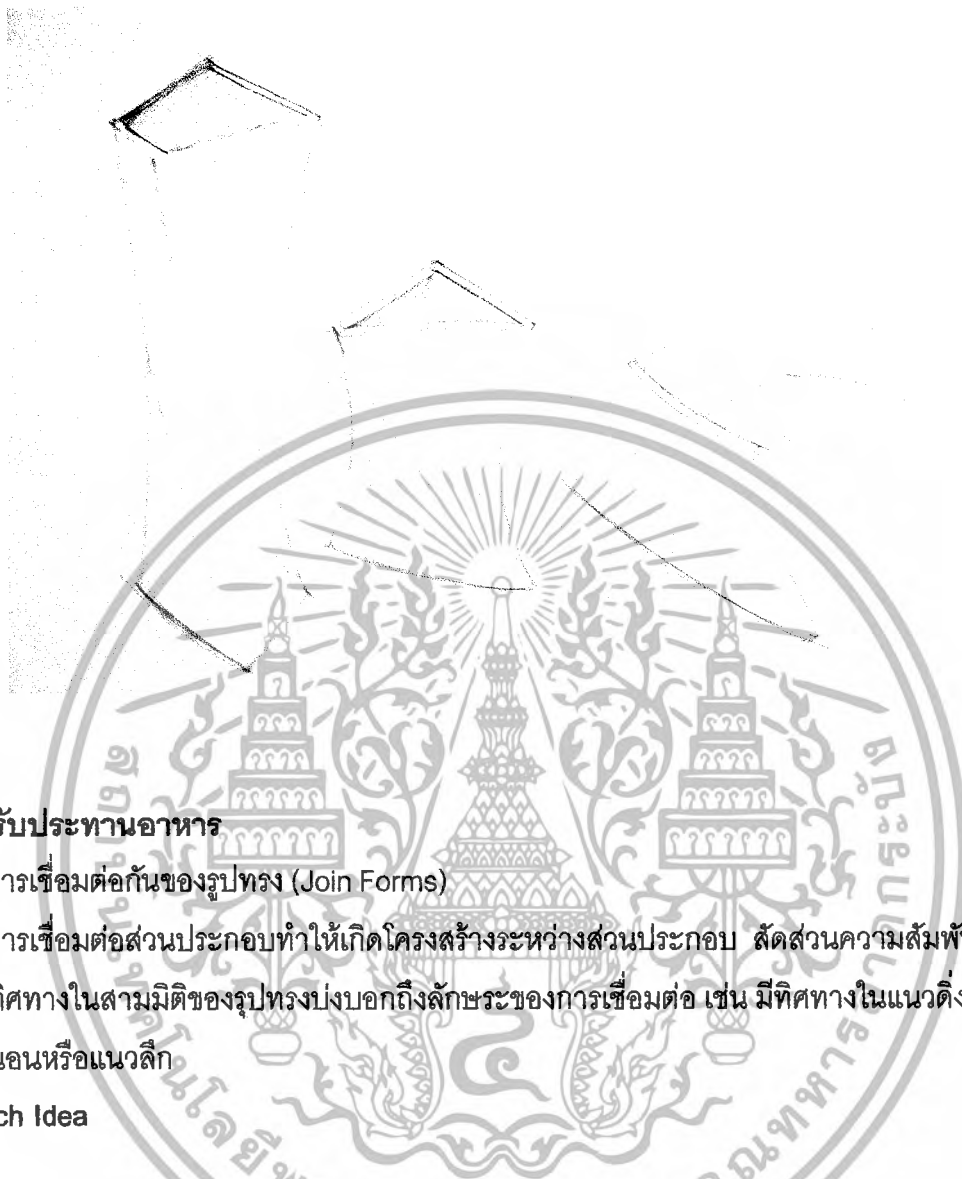 รับประทานอาหาร
ารเชื่อมต่อกันของรูปทรง (Join Forms)
ารเชื่อมต่อส่วนประกอบทำให้เกิดโครงสร้างระหว่างส่วนประกอบ สัดส่วนความสัมพั
ทิศทางในสามมิติของรูปทรงบ่งบอกถึงลักษระของการเชื่อมต่อ เช่น มีทิศทางในแนวดิ่ง
นอนหรือแนวลึก
ch Idea